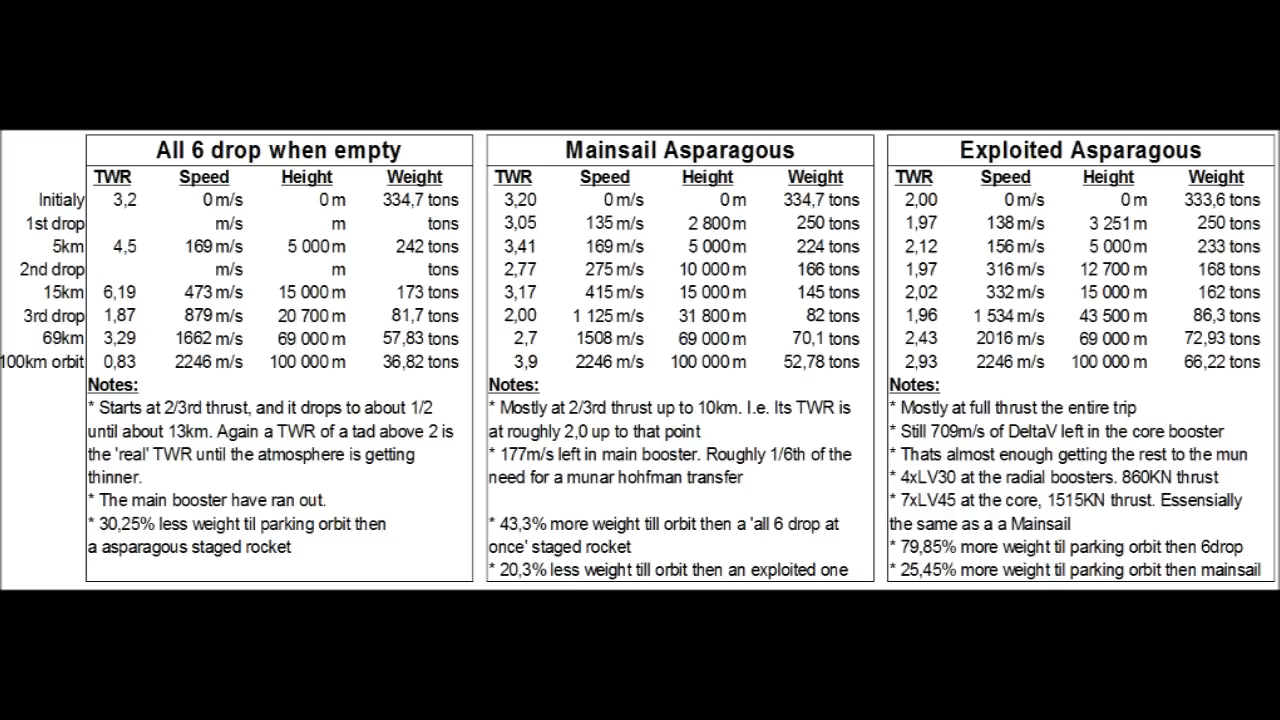 All 6 drop when empty Mainsail Asparagous Exploited Asparagous
TWR Speed Height Weight TWR Speed Height Weight TWR Speed Height Weight
Initialy 3,2 0 m/s 0 m 334,7 tons 3,20 0 m/s 0 m 334,7 tons 2,00 0 m/s 0 m 333,6 tons
1st drop m/s m tons 3,05 135 m/s 2 800 m 250 tons 1,97 138 m/s 3 251 m 250 tons
5km 4,5 169 m/s 5 000 m 242 tons 3,41 169 m/s 5 000 m 224 tons 2,12 156 m/s 5 000 m 233 tons
2nd drop m/s m tons 2,77 275 m/s 10 000 m 166 tons 1,97 316 m/s 12 700 m 168 tons
15km 6,19 473 m/s 15 000 m 173 tons 3,17 415 m/s 15 000 m 145 tons 2,02 332 m/s 15 000 m 162 tons
3rd drop 1,87 879 m/s 20 700 m 81,7 tons 2,00 1 125 m/s 31 800 m 82 tons 1,96 1 534 m/s 43 500 m 86,3 tons
69km 3,29 1662 m/s 69 000 m 57,83 tons 2,7 1508 m/s 69 000 m 70,1 tons 2,43 2016 m/s 69 000 m 72,93 tons
100km orbit 0,83 2246 m/s 100 000 m 36,82 tons 3,9 2246 m/s 100 000 m 52,78 tons 2,93 2246 m/s 100 000 m 66,22 tons
Notes:
* Starts at 2/3rd thrust, and it drops to about 1/2
until about 13km. Again a TWR of a tad above 2 is
the 'real' TWR until the atmosphere is getting
thinner.
* The main booster have ran out.
* 30,25% less weight til parking orbit then
a asparagous staged rocket
Notes:
* Mostly at 2/3rd thrust up to 10km. I.e. Its TWR is
at roughly 2,0 up to that point
* 177m/s left in main booster. Roughly 1/6th of the
need for a munar hohfman transfer
* 43,3% more weight till orbit then a 'all 6 drop at
once' staged rocket
* 20,3% less weight till orbit then an exploited one
Notes:
* Mostly at full thrust the entire trip
* Still 709m/s of DeltaV left in the core booster
* Thats almost enough getting the rest to the mun
* 4xLV30 at the radial boosters. 860KN thrust
* 7xLV45 at the core, 1515KN thrust. Essensially
the same as a a Mainsail
* 79,85% more weight til parking orbit then 6drop
* 25,45% more weight til parking orbit then mainsail